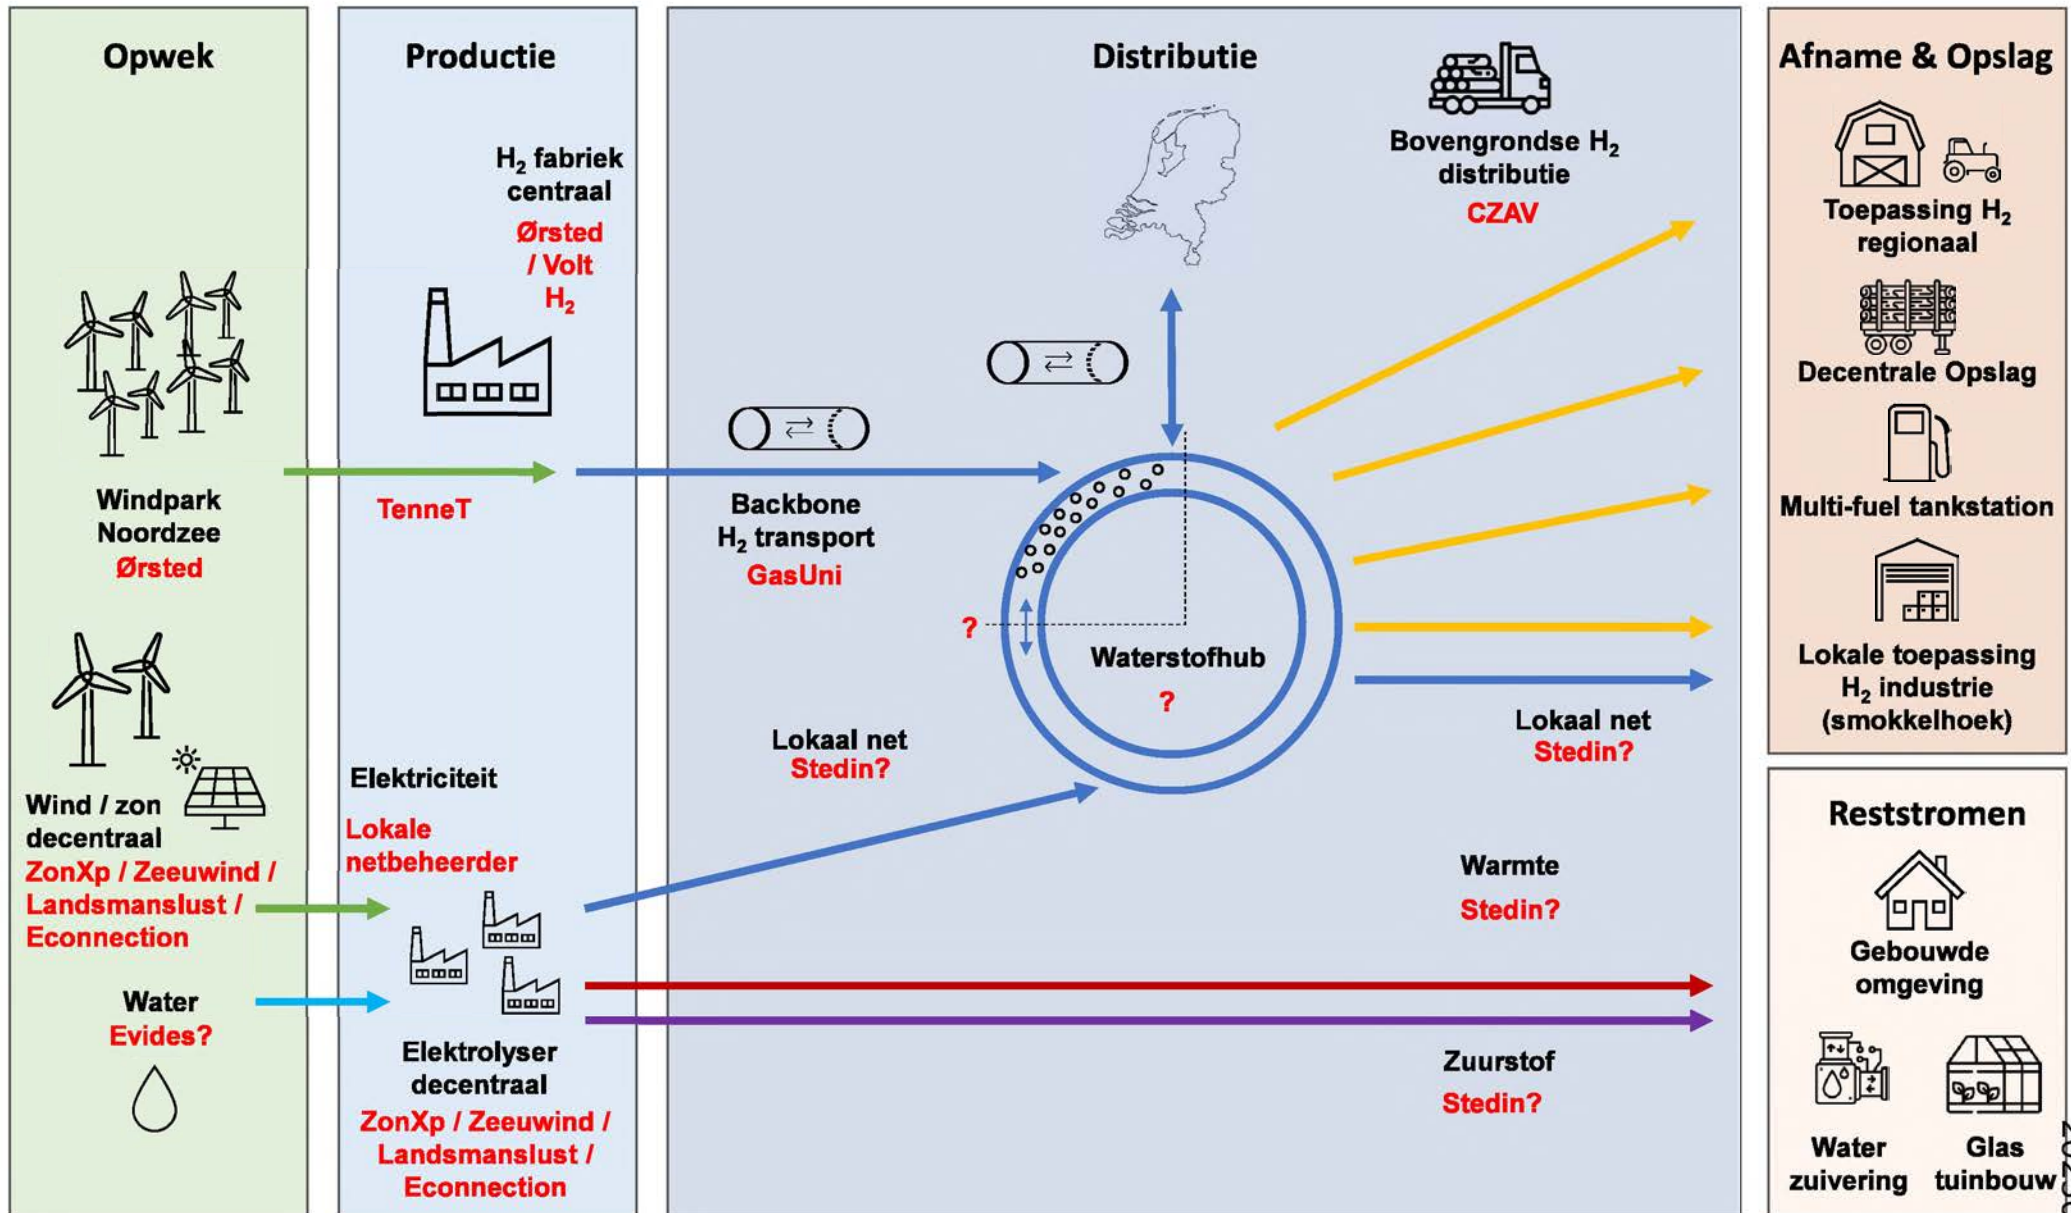 Opwek
Windpark
Noordzee
Ørsted
Wind / zon
decentraal
ZonXp / Zeeuwind /
Landsmanslust /
Econnection
Water
Evides?
Productie
H₂ fabriek
centraal
Ørsted
/ Volt
H₂
TenneT
Elektriciteit
Lokale
netbeheerder
Elektrolyser
decentraal
ZonXp / Zeeuwind /
Landsmanslust /
Econnection
Distributie
Bovengrondse H₂
distributie
CZAV
Backbone
H₂ transport
GasUni
?
Waterstofhub
?
Lokaal net
Stedin?
Lokaal net
Stedin?
Warmte
Stedin?
Zuurstof
Stedin?
Afname & Opslag
Toepassing H₂
regionaal
Decentrale Opslag
Multi-fuel tankstation
Lokale toepassing
H₂ industrie
(smokkelhoek)
Reststromen
Gebouwde
omgeving
Water
zuivering
Glas
tuinbouw